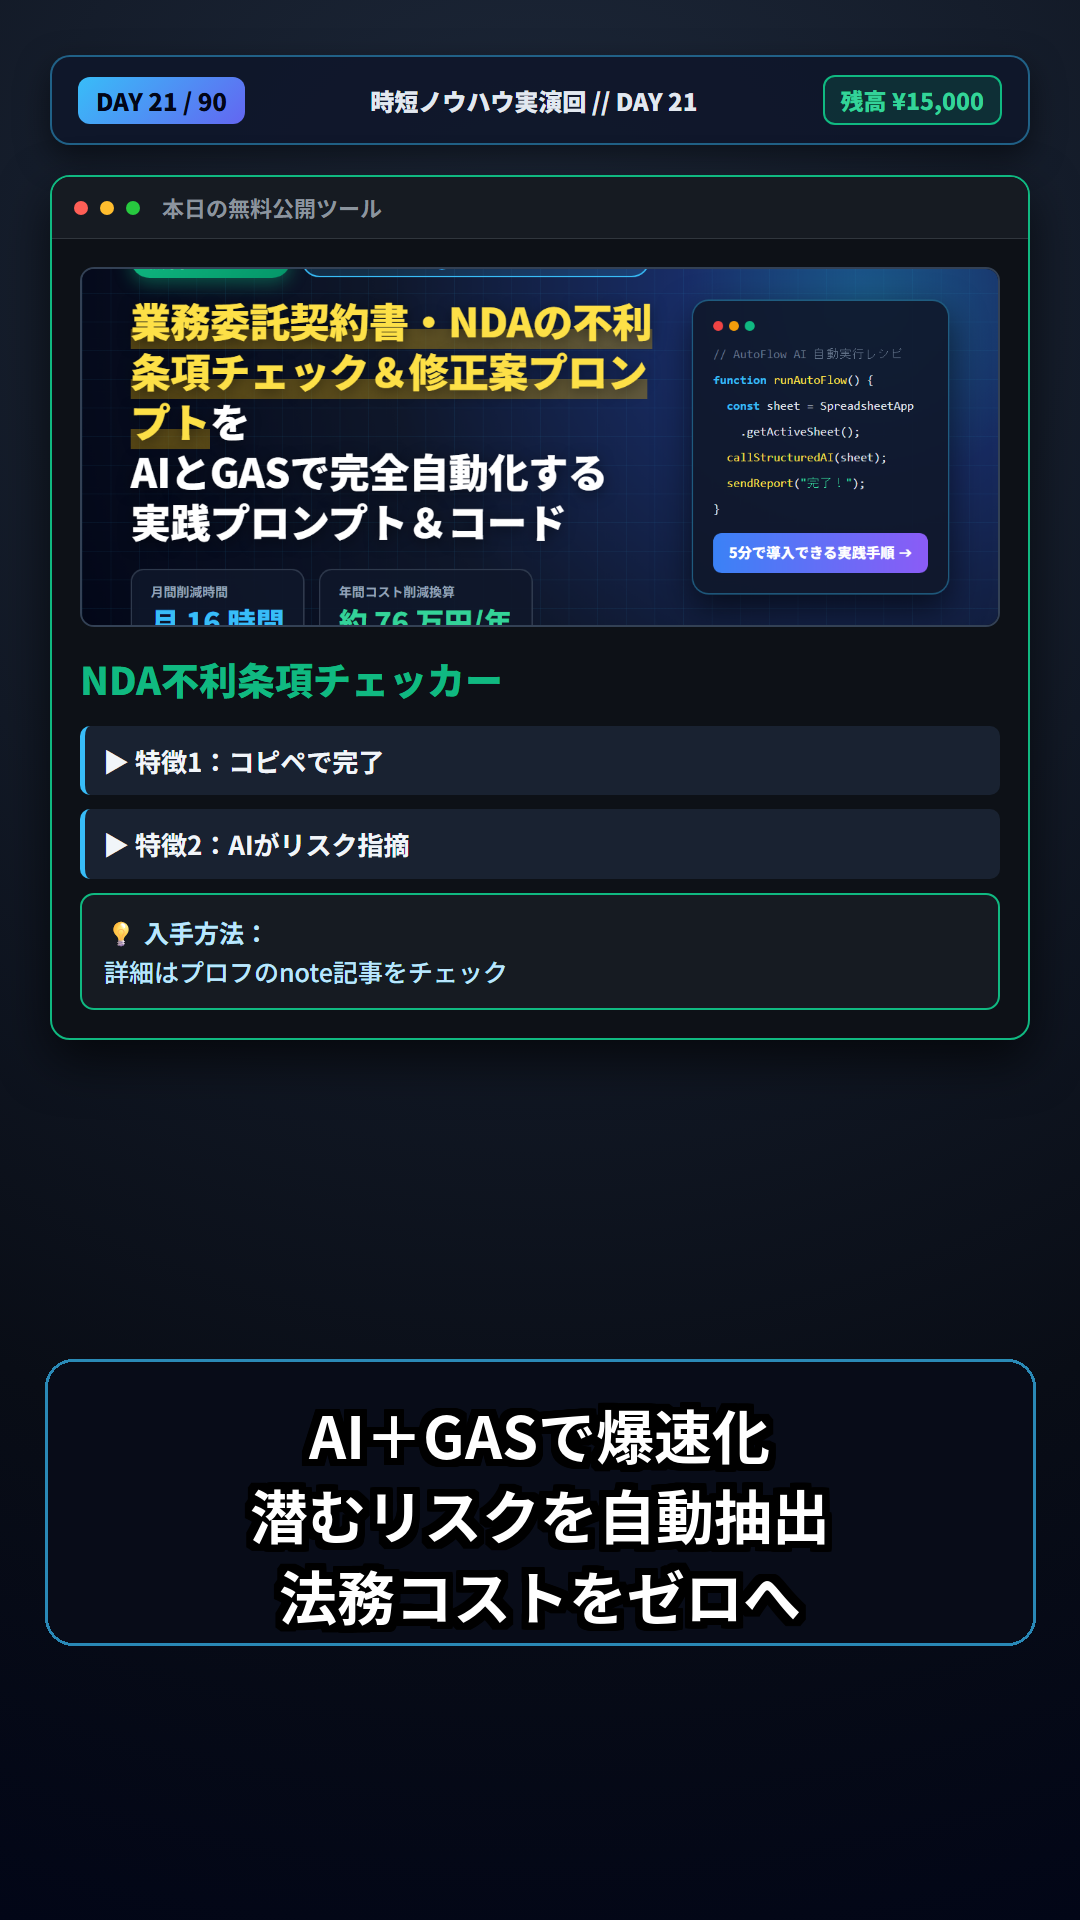 DAY 21 / 90
時短ノウハウ実演回 // DAY 21
残高 ¥15,000
本日の無料公開ツール
業務委託契約書・NDAの不利
条項チェック＆修正案プロン
プトを
AIとGASで完全自動化する
実践プロンプト＆コード
月間削減時間
月 16 時間
年間コスト削減換算
約 76 万円/年
// AutoFlow AI 自動実行レシピ
function runAutoFlow() {
const sheet = SpreadsheetApp
.getActiveSheet();
callStructuredAI(sheet);
sendReport("完了！");
}
5分で導入できる実践手順 →
NDA不利条項チェッカー
▶ 特徴1：コピペで完了
▶ 特徴2：AIがリスク指摘
💡 入手方法：
詳細はプロフのnote記事をチェック
AI＋GASで爆速化
潜むリスクを自動抽出
法務コストをゼロへ